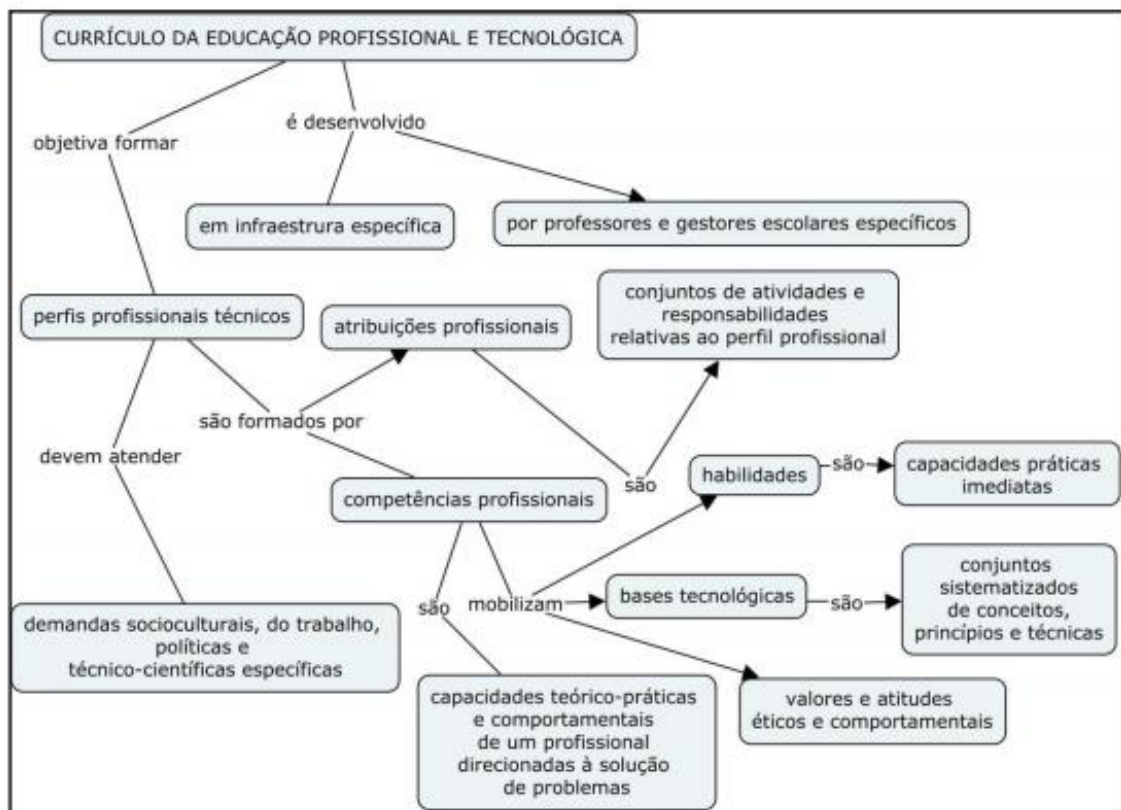 CURRÍCULO DA EDUCAÇÃO PROFISSIONAL E TECNOLÓGICA
é desenvolvido
objetiva formar
em infraestrura específica
por professores e gestores escolares específicos
perfis profissionais técnicos
atribuições profissionais
conjuntos de atividades e
responsabilidades
relativas ao perfil profissional
são formados por
devem atender
são
competências profissionais
habilidades
são
capacidades práticas
imediatas
são
mobilizam
bases tecnológicas
são
conjuntos
sistematizados
de conceitos,
princípios e técnicas
demandas socioculturais, do trabalho,
políticas e
técnico-científicas específicas
capacidades teórico-práticas
e comportamentais
de um profissional
direcionadas à solução
de problemas
valores e atitudes
éticos e comportamentais